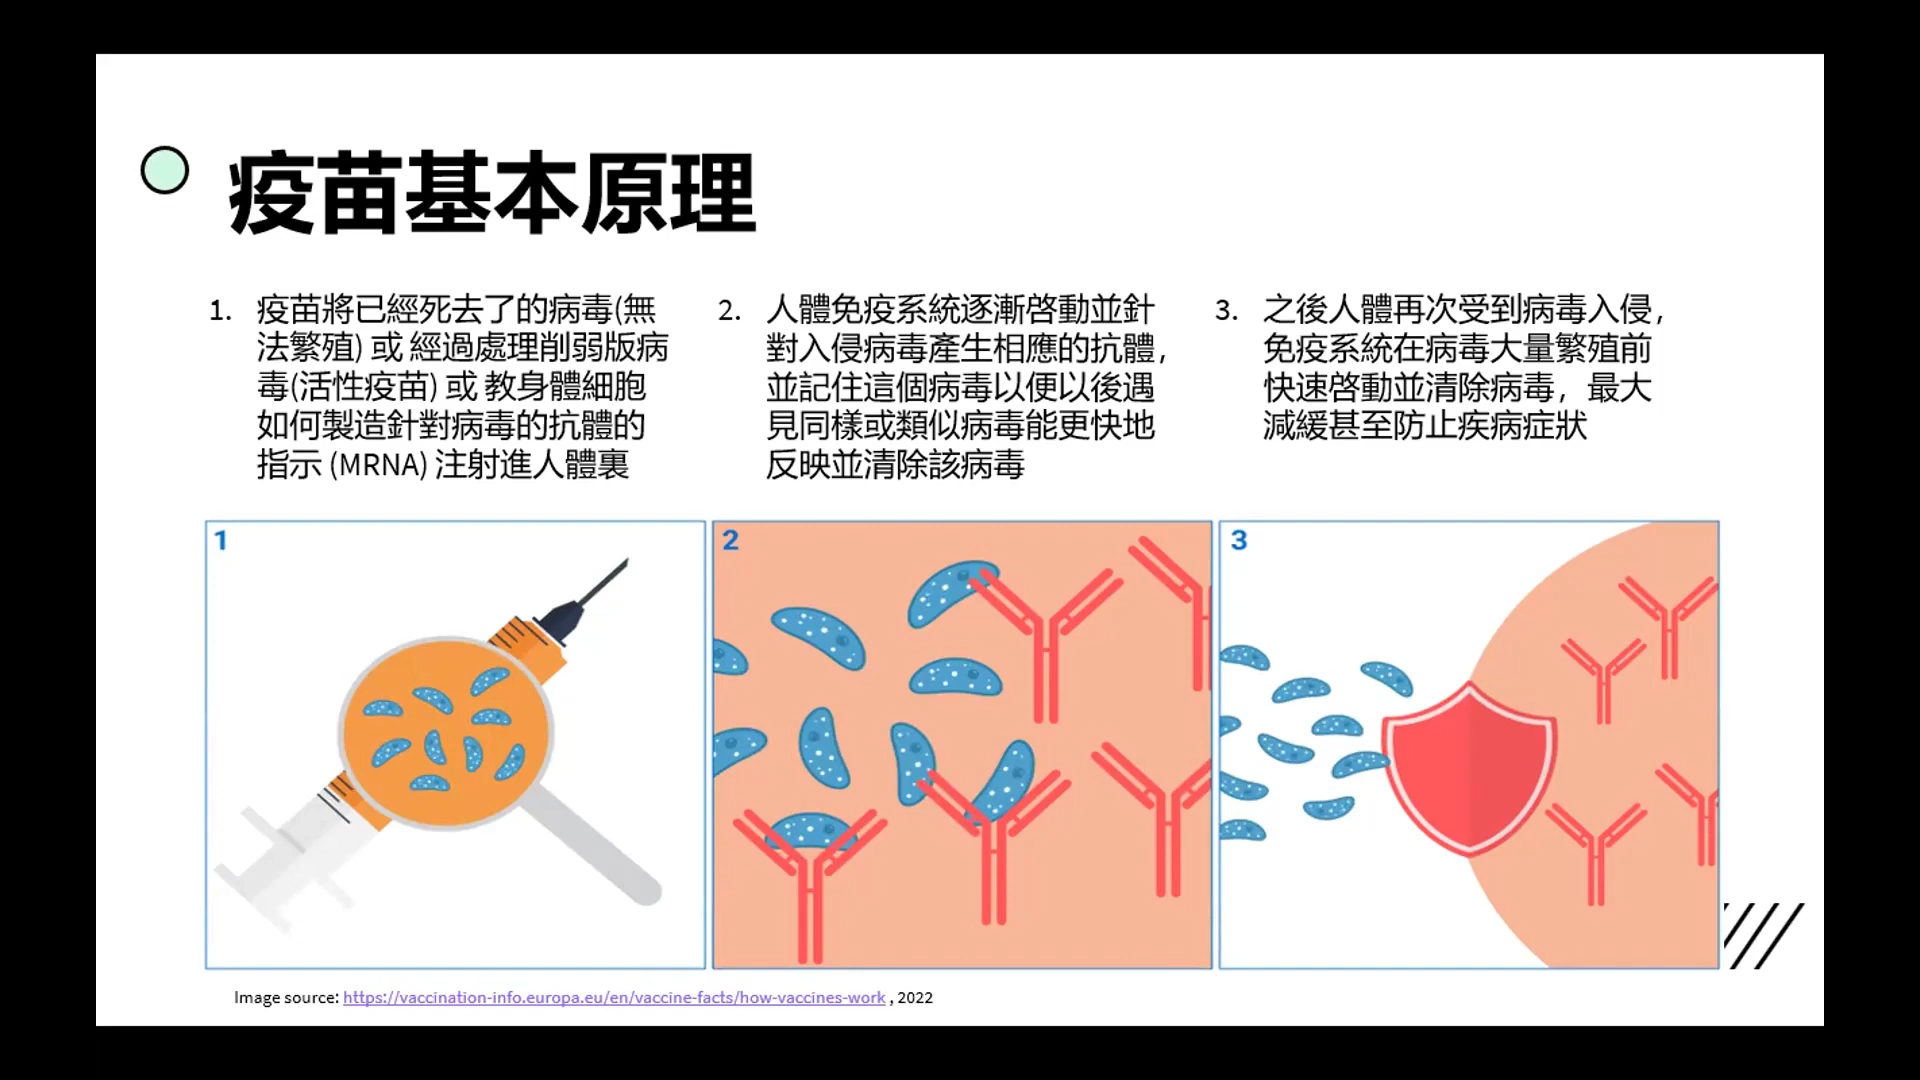 疫苗基本原理
1. 疫苗將已經死去了的病毒(無
法繁殖) 或 經過處理削弱版病
毒(活性疫苗) 或 教身體細胞
如何製造針對病毒的抗體的
指示 (MRNA) 注射進人體裏
2. 人體免疫系統逐漸啓動並針
對入侵病毒產生相應的抗體，
並記住這個病毒以便以後遇
見同樣或類似病毒能更快地
反映並清除該病毒
3. 之後人體再次受到病毒入侵，
免疫系統在病毒大量繁殖前
快速啓動並清除病毒，最大
減緩甚至防止疾病症狀
1
2
3
Image source: https://vaccination-info.europa.eu/en/vaccine-facts/how-vaccines-work , 2022